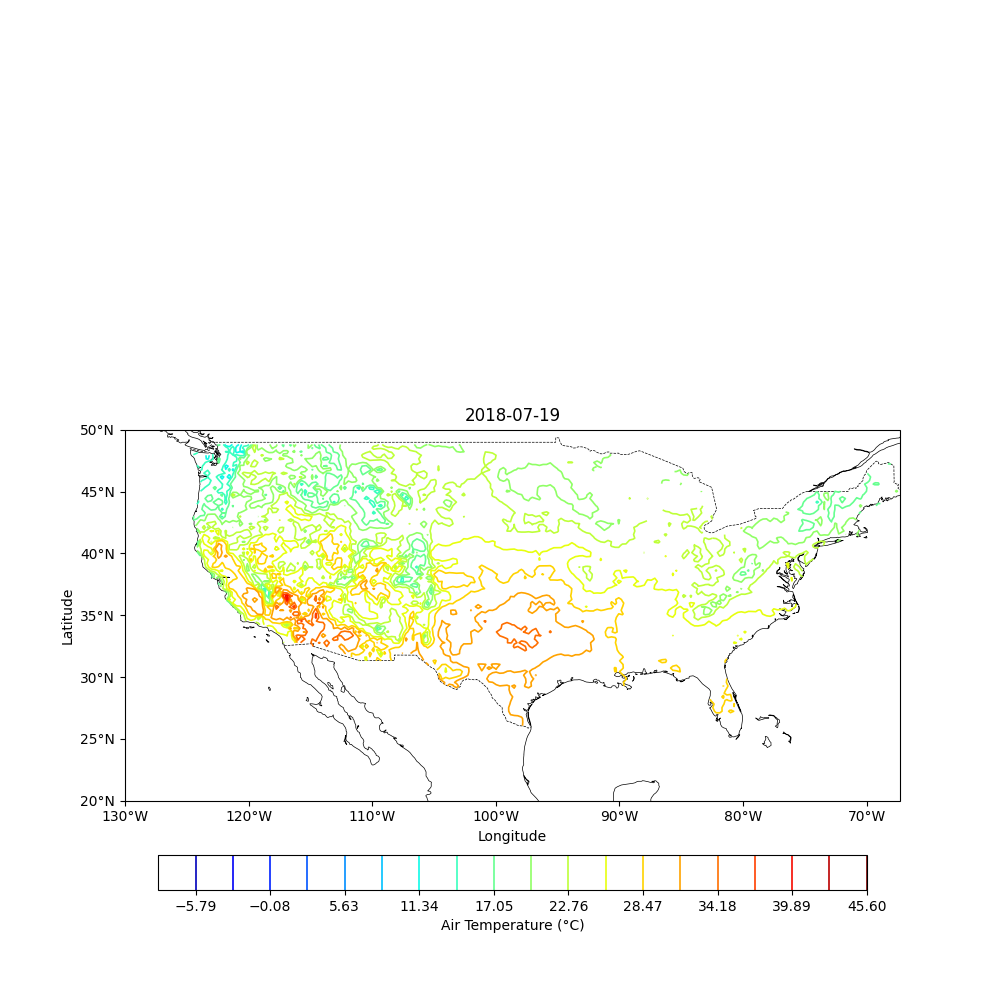 2018-07-19
50°N
45°N
40°N
35°N
30°N
25°N
20°N
Latitude
130°W 120°W 110°W 100°W 90°W 80°W 70°W
Longitude
−5.79 −0.08 5.63 11.34 17.05 22.76 28.47 34.18 39.89 45.60
Air Temperature (°C)